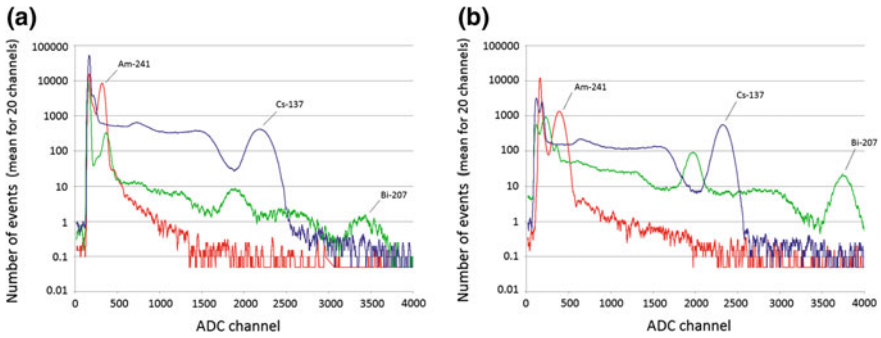 (a)
Number of events (mean for 20 channels)
100000
10000
1000
100
10
1
0.1
0.01
0 500 1000 1500 2000 2500 3000 3500 4000
ADC channel
Am-241
Cs-137
Bi-207
(b)
Number of events (mean for 20 channels)
100000
10000
1000
100
10
1
0.1
0.01
0 500 1000 1500 2000 2500 3000 3500 4000
ADC channel
Am-241
Cs-137
Bi-207